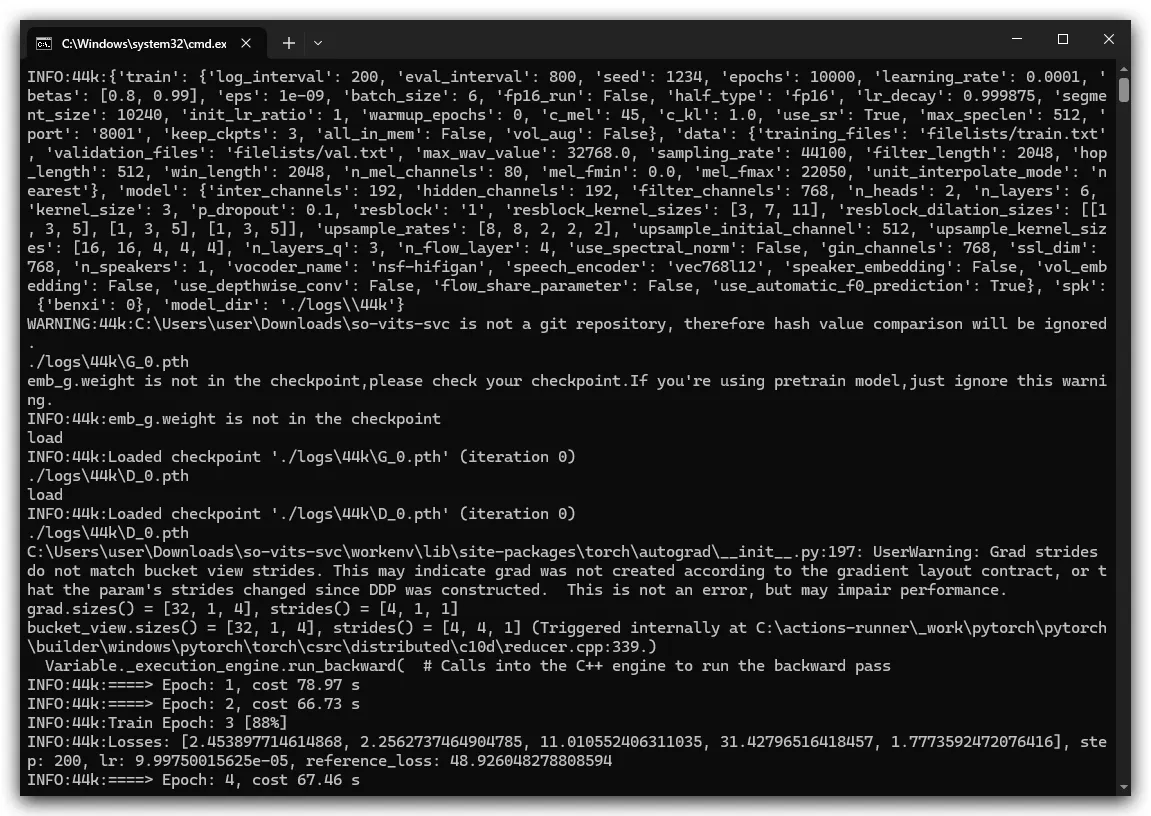 C:\Windows\system32\cmd.ex
INFO:44k:{'train': {'log_interval': 200, 'eval_interval': 800, 'seed': 1234, 'epochs': 10000, 'learning_rate': 0.0001, '
betas': [0.8, 0.99], 'eps': 1e-09, 'batch_size': 6, 'fp16_run': False, 'half_type': 'fp16', 'lr_decay': 0.999875, 'segme
nt_size': 10240, 'init_lr_ratio': 1, 'warmup_epochs': 0, 'c_mel': 45, 'c_kl': 1.0, 'use_sr': True, 'max_speclen': 512, '
port': '8001', 'keep_ckpts': 3, 'all_in_mem': False, 'vol_aug': False}, 'data': {'training_files': 'filelists/train.txt'
, 'validation_files': 'filelists/val.txt', 'max_wav_value': 32768.0, 'sampling_rate': 44100, 'filter_length': 2048, 'hop
_length': 512, 'win_length': 2048, 'n_mel_channels': 80, 'mel_fmin': 0.0, 'mel_fmax': 22050, 'unit_interpolate_mode': 'n
earest'}, 'model': {'inter_channels': 192, 'hidden_channels': 192, 'filter_channels': 768, 'n_heads': 2, 'n_layers': 6,
'kernel_size': 3, 'p_dropout': 0.1, 'resblock': '1', 'resblock_kernel_sizes': [3, 7, 11], 'resblock_dilation_sizes': [[1
, 3, 5], [1, 3, 5], [1, 3, 5]], 'upsample_rates': [8, 8, 2, 2, 2], 'upsample_initial_channel': 512, 'upsample_kernel_siz
es': [16, 16, 4, 4, 4], 'n_layers_q': 3, 'n_flow_layer': 4, 'use_spectral_norm': False, 'gin_channels': 768, 'ssl_dim':
768, 'n_speakers': 1, 'vocoder_name': 'nsf-hifigan', 'speech_encoder': 'vec768l12', 'speaker_embedding': False, 'vol_emb
edding': False, 'use_depthwise_conv': False, 'flow_share_parameter': False, 'use_automatic_f0_prediction': True}, 'spk':
{'benxi': 0}, 'model_dir': './logs\\44k'}
WARNING:44k:C:\Users\user\Downloads\so-vits-svc is not a git repository, therefore hash value comparison will be ignored
.
./logs\44k\G_0.pth
emb_g.weight is not in the checkpoint,please check your checkpoint.If you're using pretrain model,just ignore this warni
ng.
INFO:44k:emb_g.weight is not in the checkpoint
load
INFO:44k:Loaded checkpoint './logs\44k\G_0.pth' (iteration 0)
./logs\44k\D_0.pth
load
INFO:44k:Loaded checkpoint './logs\44k\D_0.pth' (iteration 0)
./logs\44k\D_0.pth
C:\Users\user\Downloads\so-vits-svc\workenv\lib\site-packages\torch\autograd\__init__.py:197: UserWarning: Grad strides
do not match bucket view strides. This may indicate grad was not created according to the gradient layout contract, or t
hat the param's strides changed since DDP was constructed.  This is not an error, but may impair performance.
grad.sizes() = [32, 1, 4], strides() = [4, 1, 1]
bucket_view.sizes() = [32, 1, 4], strides() = [4, 4, 1] (Triggered internally at C:\actions-runner\_work\pytorch\pytorch
\builder\windows\pytorch\torch\csrc\distributed\c10d\reducer.cpp:339.)
Variable._execution_engine.run_backward(  # Calls into the C++ engine to run the backward pass
INFO:44k:====> Epoch: 1, cost 78.97 s
INFO:44k:====> Epoch: 2, cost 66.73 s
INFO:44k:Train Epoch: 3 [88%]
INFO:44k:Losses: [2.453897714614868, 2.2562737464904785, 11.010552406311035, 31.42796516418457, 1.7773592472076416], ste
p: 200, lr: 9.99750015625e-05, reference_loss: 48.926048278808594
INFO:44k:====> Epoch: 4, cost 67.46 s